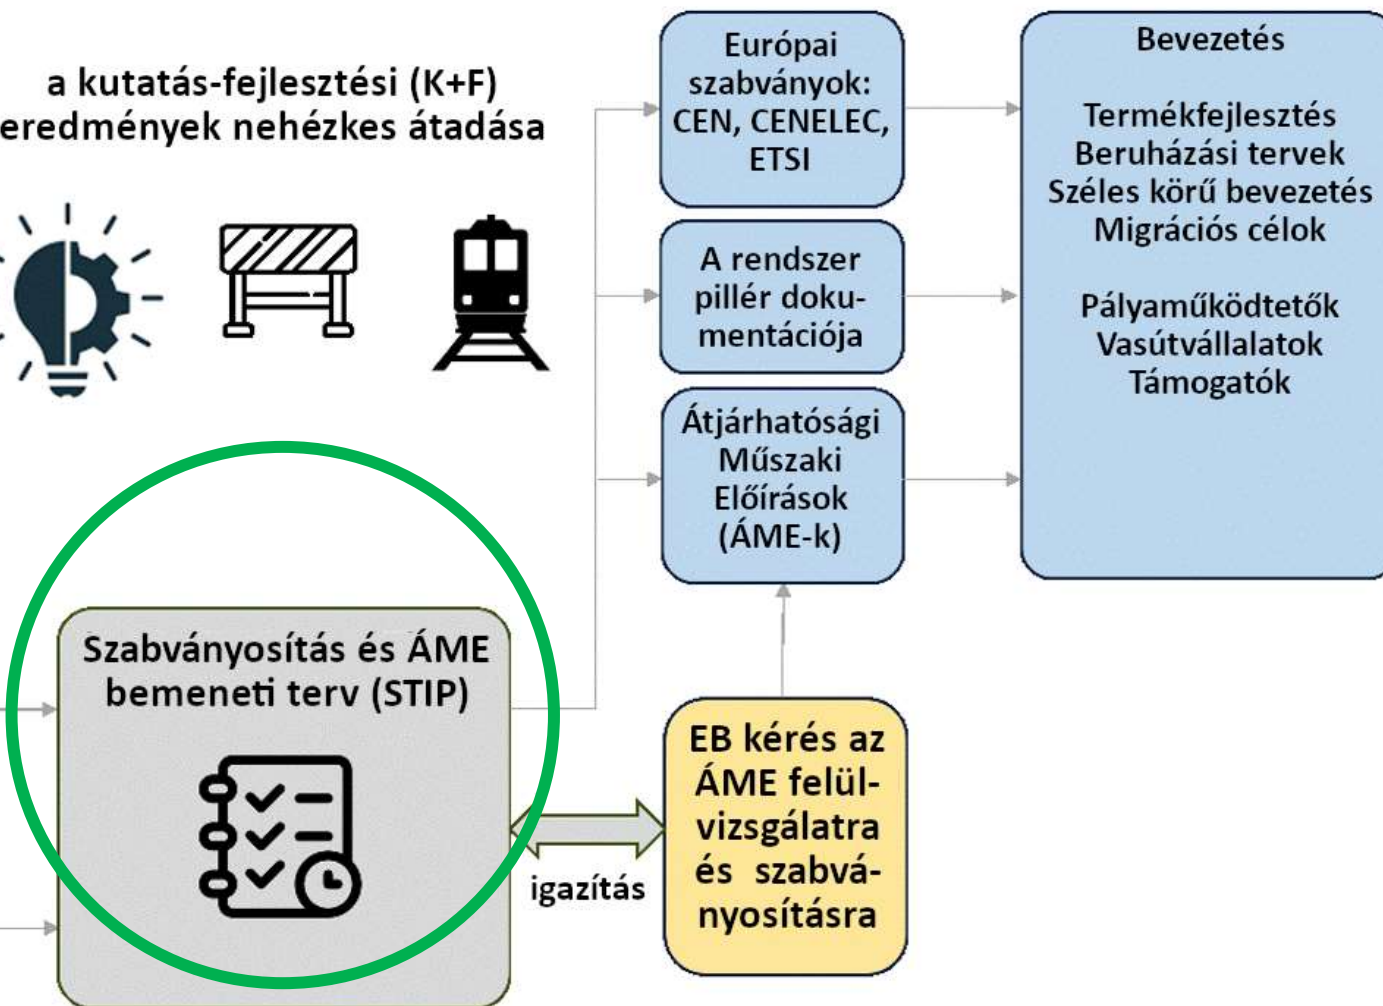 a kutatás-fejlesztési (K+F)
eredmények nehézkes átadása
Európai
szabványok:
CEN, CENELEC,
ETSI
A rendszer
pillér doku-
mentációja
Átjárhatósági
Műszaki
Előírások
(ÁME-k)
Bevezetés
Termékfejlesztés
Beruházási tervek
Széles körű bevezetés
Migrációs célok
Pályaműködtetők
Vasútvállalatok
Támogatók
Szabványosítás és ÁME
bemeneti terv (STIP)
igazítás
EB kérés az
ÁME felül-
vizsgálatra
és szabvá-
nyosításra